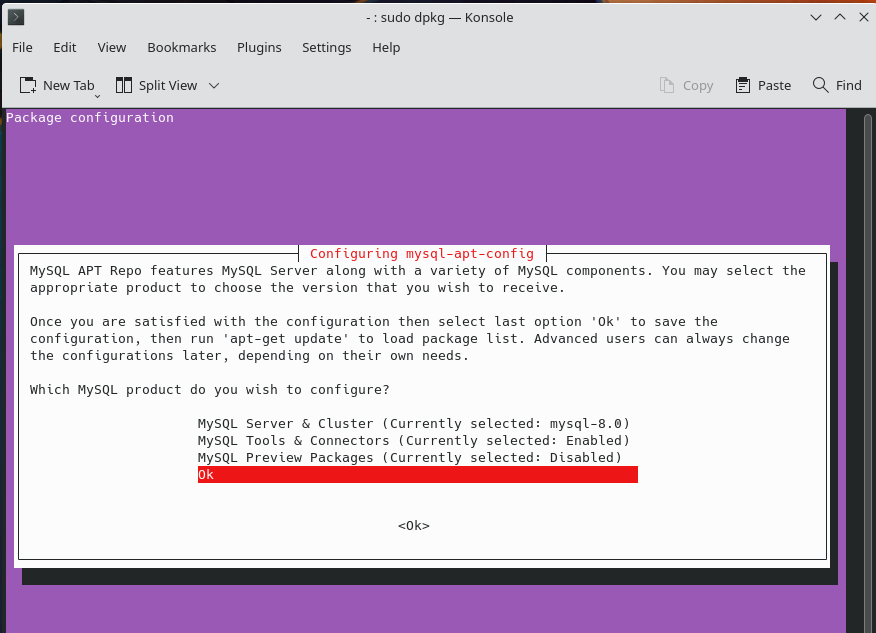 - : sudo dpkg — Konsole
File Edit View Bookmarks Plugins Settings Help
New Tab Split View Copy Paste Find
Package configuration
Configuring mysql-apt-config
MySQL APT Repo features MySQL Server along with a variety of MySQL components. You may select the
appropriate product to choose the version that you wish to receive.
Once you are satisfied with the configuration then select last option 'Ok' to save the
configuration, then run 'apt-get update' to load package list. Advanced users can always change
the configurations later, depending on their own needs.
Which MySQL product do you wish to configure?
MySQL Server & Cluster (Currently selected: mysql-8.0)
MySQL Tools & Connectors (Currently selected: Enabled)
MySQL Preview Packages (Currently selected: Disabled)
Ok
<Ok>